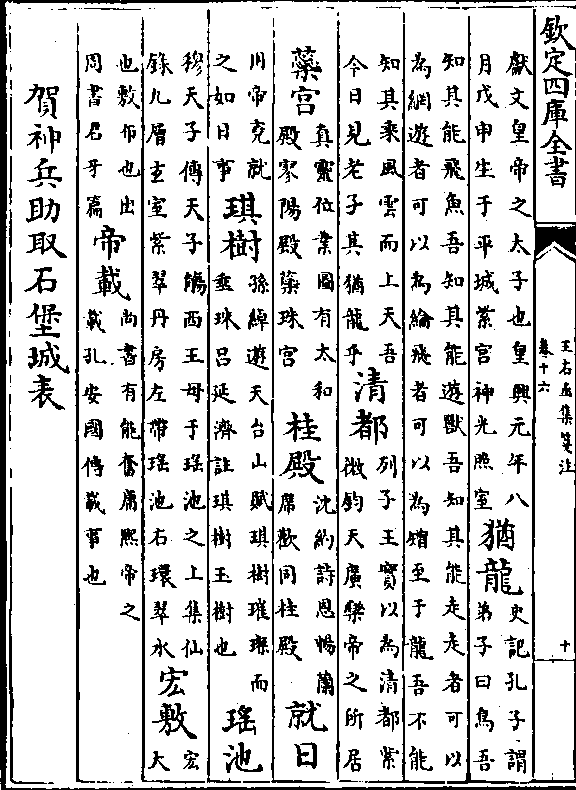 欽定四庫全書
王右丞集箋注
卷十六
十
獻文皇帝之太子也皇興元年八
月戊申生于平城紫宫神光照室
猶龍
史記孔子謂
弟子曰鳥吾
知其能飛魚吾知其能遊獸吾知其能走走者可以
為網遊者可以為綸飛者可以為矰至于龍吾不能
知其乘風雲而上天吾
今日見老子其猶龍乎
清都
列子王實以為清都紫
微鈞天廣樂帝之所居
蘂宫
真靈位業圖有太和
殿寥陽殿蘂珠宫
桂殿
沈約詩恩暢蘭
席歡同桂殿
就日
川帝堯就
之如日事
琪樹
孫綽遊天台山賦琪樹璀璨而
垂珠呂延濟註琪樹玉樹也
瑤池
穆天子傳天子觴西王母于瑤池之上集仙
錄九層玄室紫翠丹房左帶瑤池右環翠水
宏敷
宏
大
也敷布也出
周書君牙篇
帝載
尚書有能奮庸熙帝之
載孔安國傳載事也
賀神兵助取石堡城表